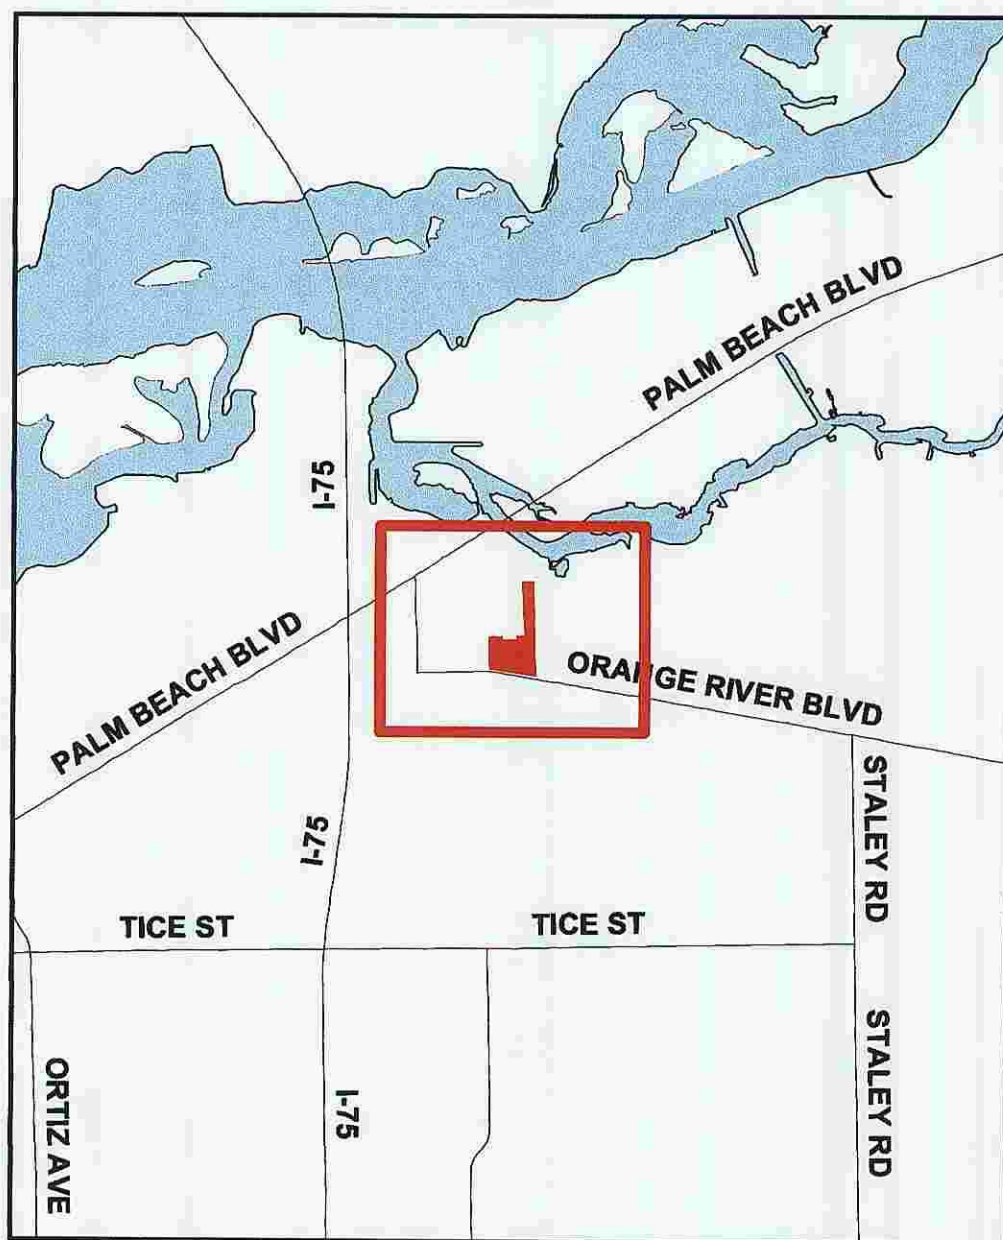 PALM BEACH BLVD
I-75
PALM BEACH BLVD
ORANGE RIVER BLVD
STALEY RD
I-75
TICE ST
TICE ST
STALEY RD
ORTIZ AVE
I-75